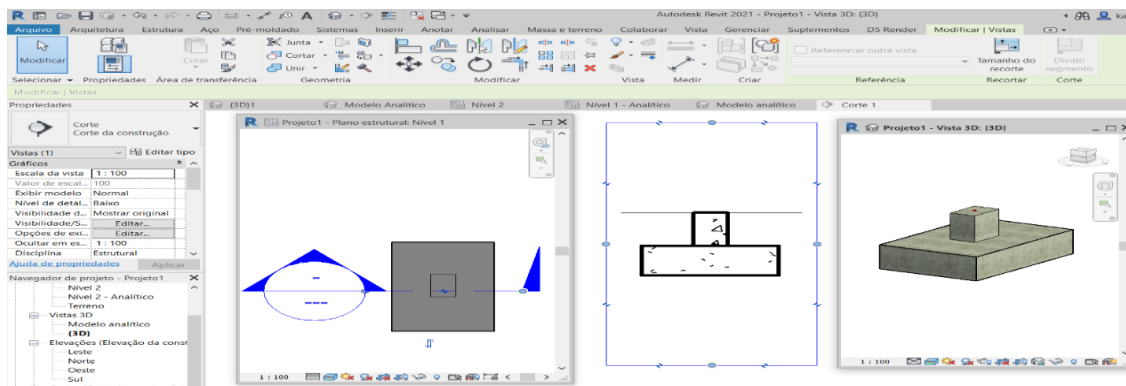 Autodesk Revit 2021 - Projeto1 - Vista 3D: {3D}
Arquivo Arquitetura Estrutura Aço Pré-moldado Sistemas Inserir Anotar Analisar Massa e terreno Colaborar Vista Gerenciar Suplementos D5 Render Modificar | Vistas
Modificar Colar Junta Cortar Unir Referenciar outra vista Tamanho do recorte Dividir segmento
Selecionar Propriedades Área de transferência Geometria Modificar Vista Medir Criar Referência Recortar Corte
Modificar | Vistas
Propriedades
{3D}1 Modelo Analítico Nível 2 Nível 1 - Analítico Modelo analítico Corte 1
Corte
Corte da construção
Vistas (1) Editar tipo
Gráficos
Escala da vista 1 : 100
Valor de escal... 100
Exibir modelo Normal
Nível de detal... Baixo
Visibilidade d... Mostrar original
Visibilidade/S... Editar...
Opções de exi... Editar...
Ocultar em es... 1 : 100
Disciplina Estrutural
Ajuda de propriedades Aplicar
Navegador de projeto - Projeto1
Nível 2
Nível 2 - Analítico
Terreno
Vistas 3D
Modelo analítico
{3D}
Elevações (Elevação da const
Leste
Norte
Oeste
Sul
Projeto1 - Plano estrutural: Nível 1
1 : 100
Projeto1 - Vista 3D: {3D}
1 : 100